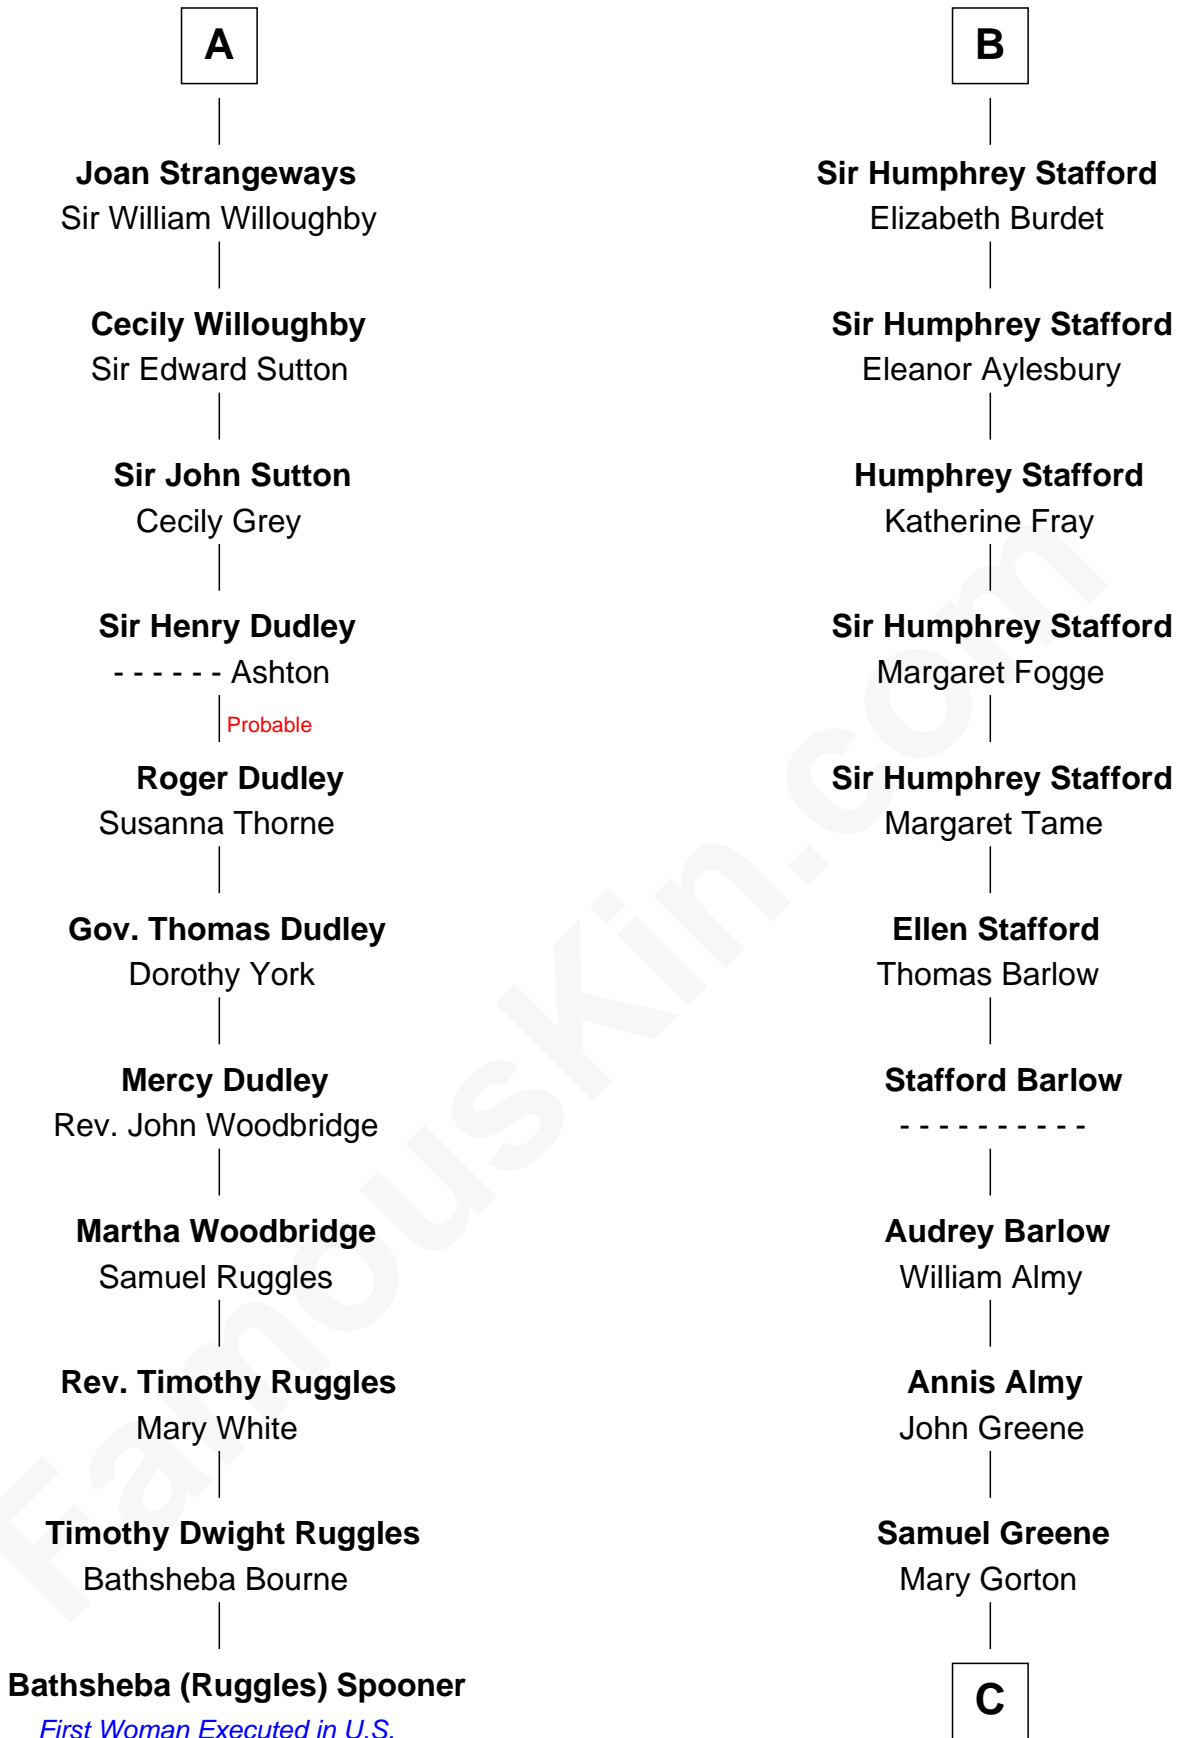 A
Joan Strangeways
Sir William Willoughby
Cecily Willoughby
Sir Edward Sutton
Sir John Sutton
Cecily Grey
Sir Henry Dudley
- - - - - - Ashton
Probable
Roger Dudley
Susanna Thorne
Gov. Thomas Dudley
Dorothy York
Mercy Dudley
Rev. John Woodbridge
Martha Woodbridge
Samuel Ruggles
Rev. Timothy Ruggles
Mary White
Timothy Dwight Ruggles
Bathsheba Bourne
Bathsheba (Ruggles) Spooner
First Woman Executed in U.S.
B
Sir Humphrey Stafford
Elizabeth Burdet
Sir Humphrey Stafford
Eleanor Aylesbury
Humphrey Stafford
Katherine Fray
Sir Humphrey Stafford
Margaret Fogge
Sir Humphrey Stafford
Margaret Tame
Ellen Stafford
Thomas Barlow
Stafford Barlow
- - - - - - - - - -
Audrey Barlow
William Almy
Annis Almy
John Greene
Samuel Greene
Mary Gorton
C
FamousKin.com